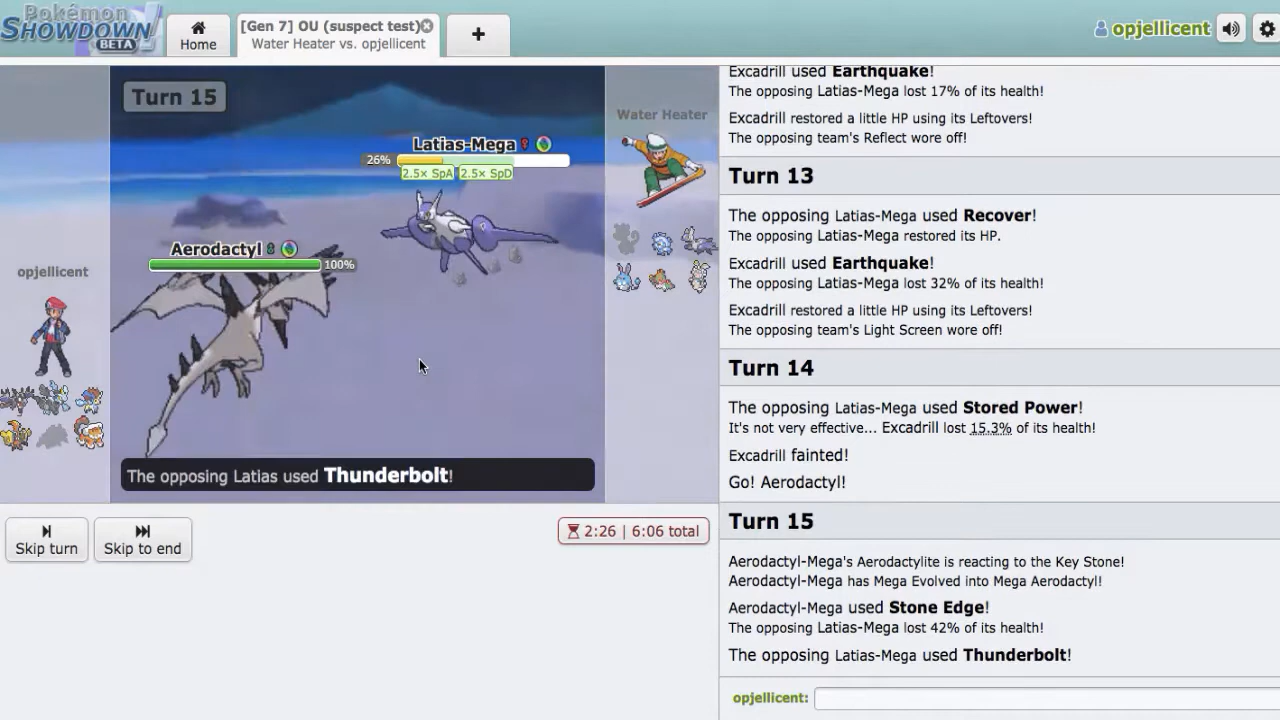 Pokémon
SHOWDOWN!
BETA
Home
[Gen 7] OU (suspect test)
Water Heater vs. opjellicent
+
opjellicent
Turn 15
Latias-Mega
26%
2.5× SpA 2.5× SpD
Aerodactyl
100%
opjellicent
Water Heater
The opposing Latias used Thunderbolt!
Skip turn
Skip to end
2:26 | 6:06 total
Excadrill used Earthquake!
The opposing Latias-Mega lost 17% of its health!
Excadrill restored a little HP using its Leftovers!
The opposing team's Reflect wore off!
Turn 13
The opposing Latias-Mega used Recover!
The opposing Latias-Mega restored its HP.
Excadrill used Earthquake!
The opposing Latias-Mega lost 32% of its health!
Excadrill restored a little HP using its Leftovers!
The opposing team's Light Screen wore off!
Turn 14
The opposing Latias-Mega used Stored Power!
It's not very effective... Excadrill lost 15.3% of its health!
Excadrill fainted!
Go! Aerodactyl!
Turn 15
Aerodactyl-Mega's Aerodactylite is reacting to the Key Stone!
Aerodactyl-Mega has Mega Evolved into Mega Aerodactyl!
Aerodactyl-Mega used Stone Edge!
The opposing Latias-Mega lost 42% of its health!
The opposing Latias-Mega used Thunderbolt!
opjellicent: